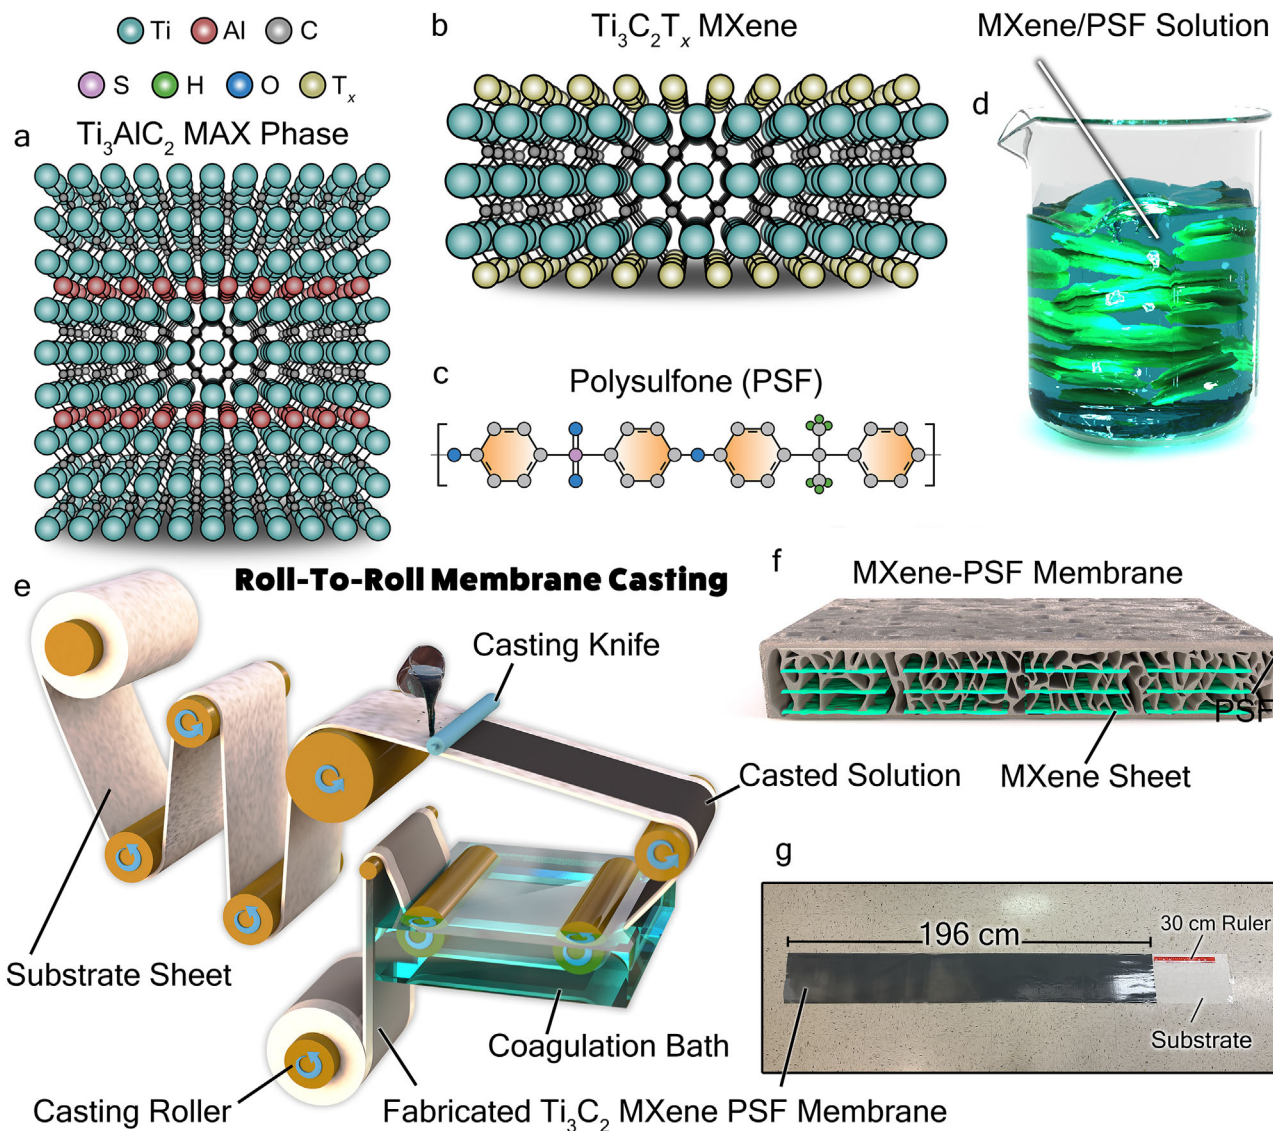 Ti Al C
S H O Tₓ
a
Ti₃AlC₂ MAX Phase
b
Ti₃C₂Tₓ MXene
c
Polysulfone (PSF)
MXene/PSF Solution
d
e
Roll-To-Roll Membrane Casting
Casting Knife
Casted Solution
Substrate Sheet
Coagulation Bath
Casting Roller
Fabricated Ti₃C₂ MXene PSF Membrane
f
MXene-PSF Membrane
PSF
MXene Sheet
g
196 cm
30 cm Ruler
Substrate